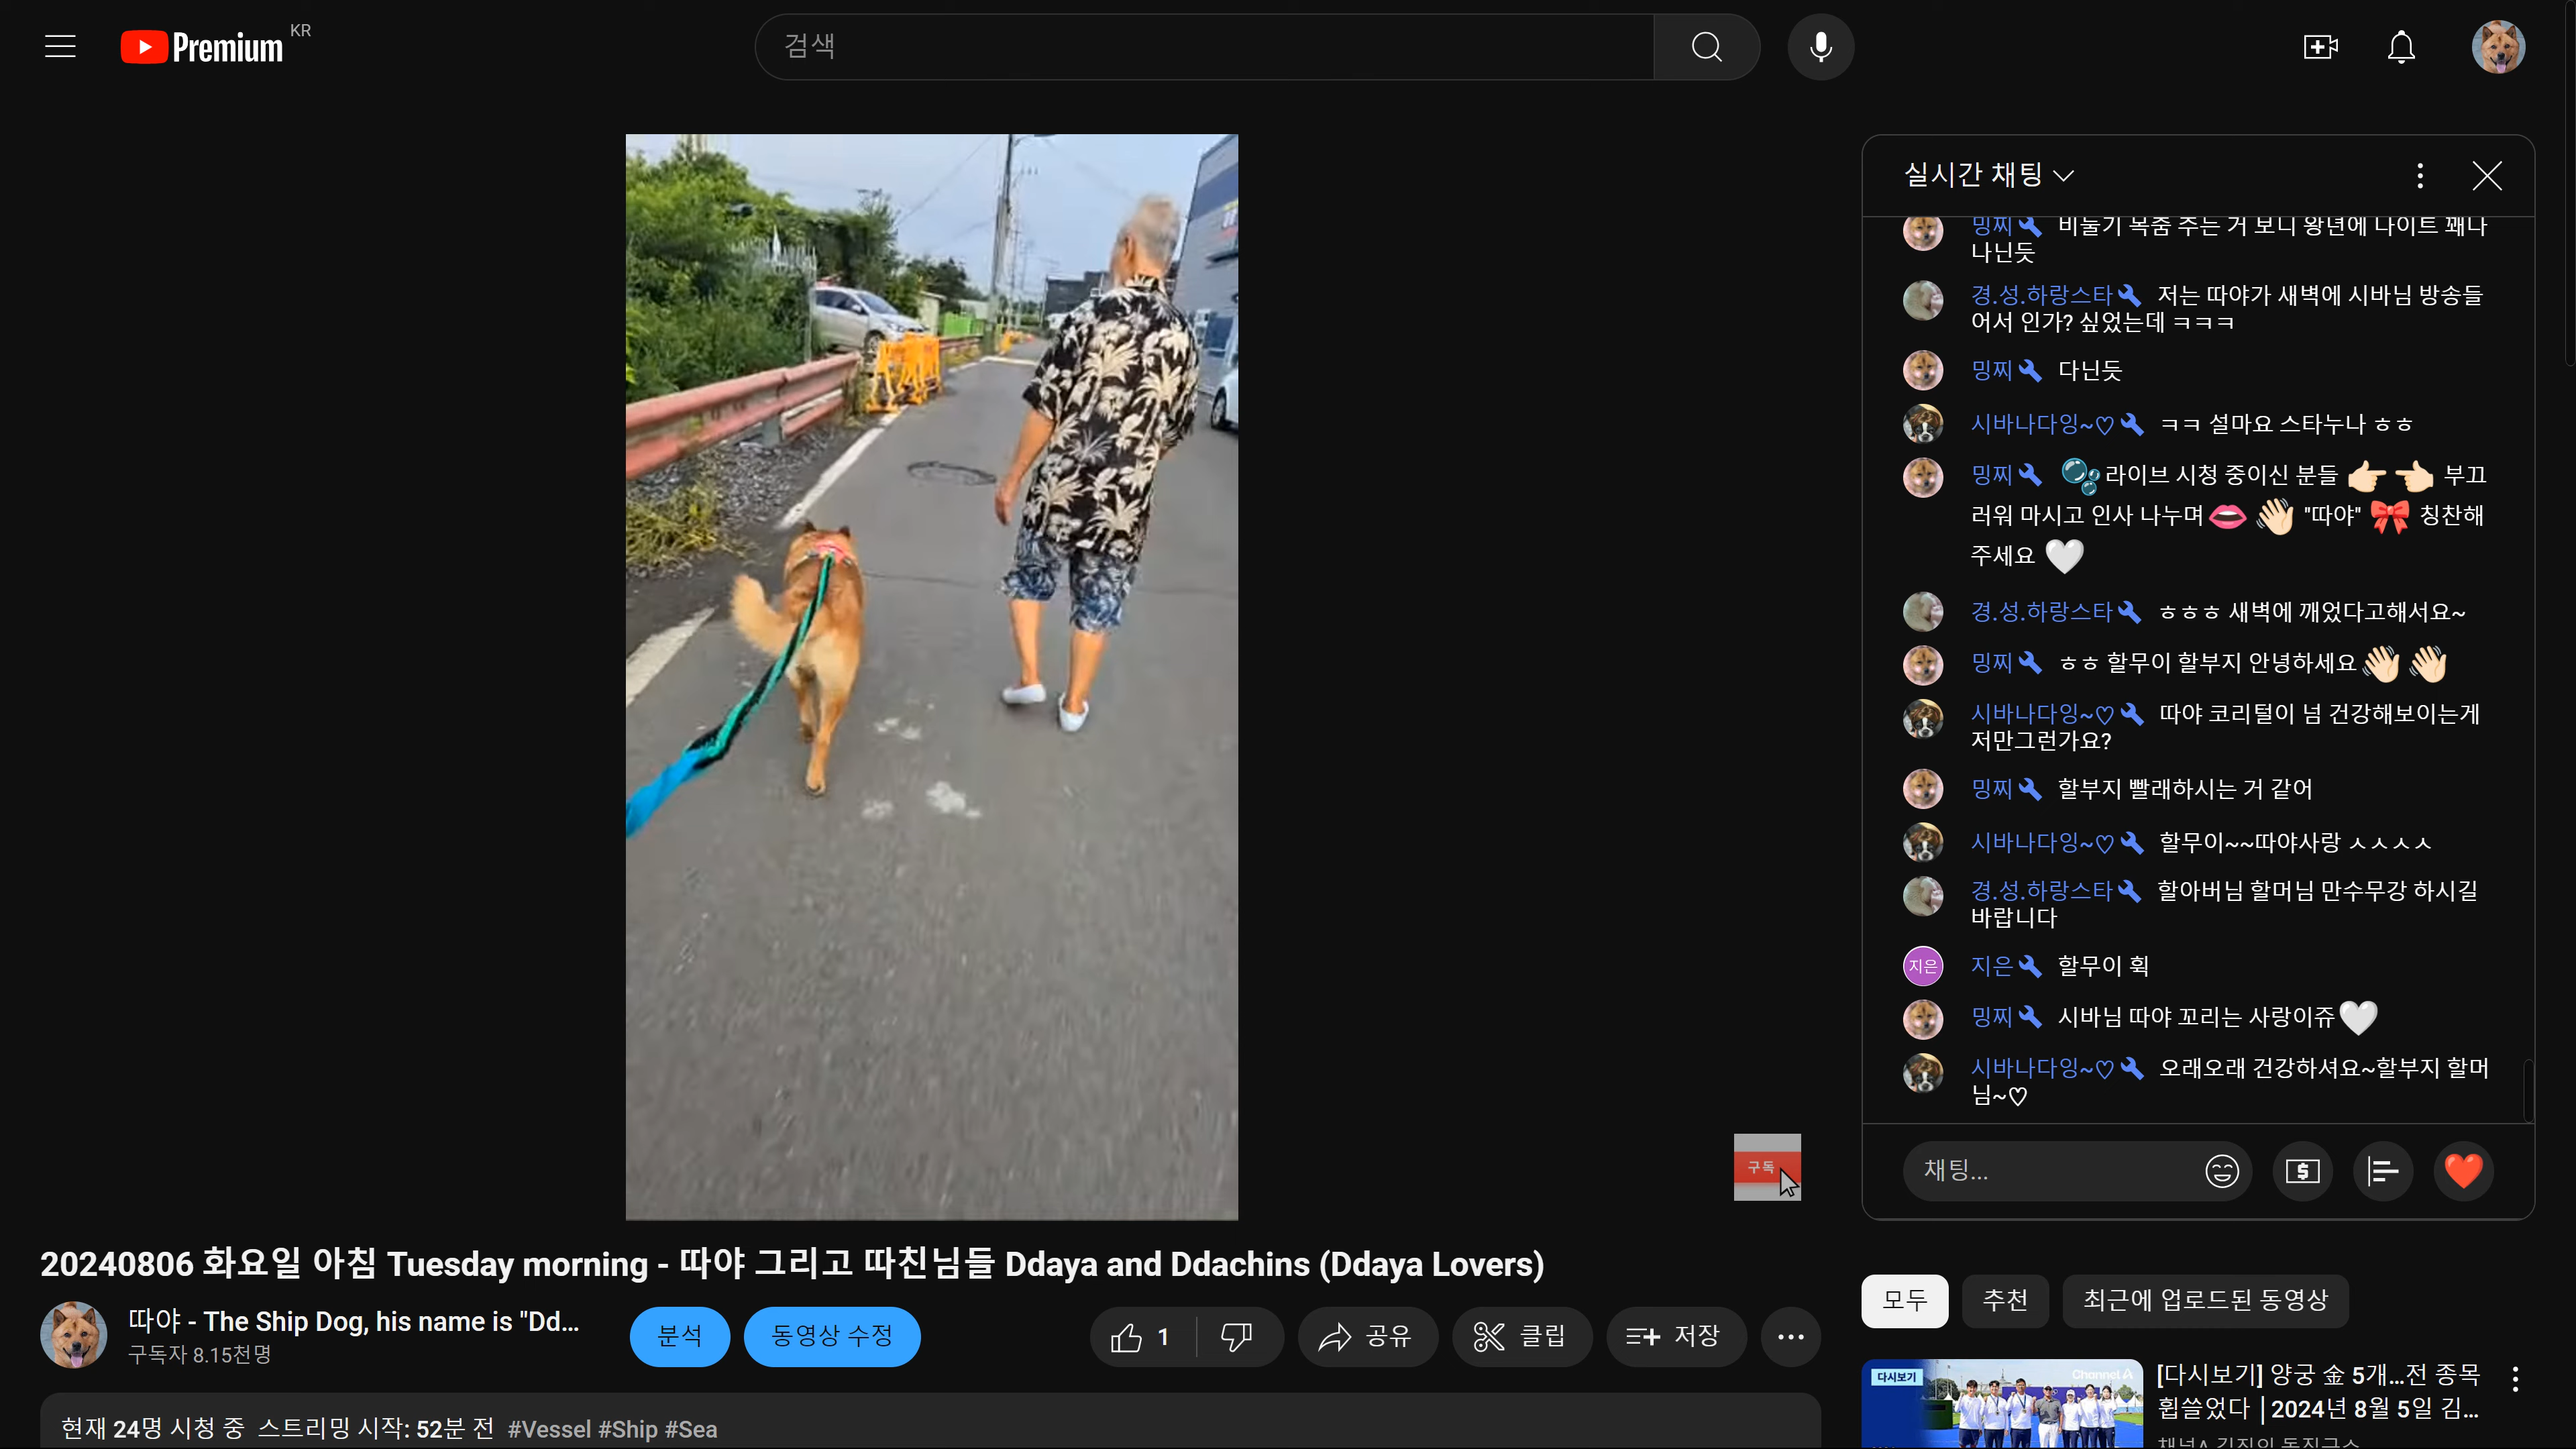 Premium KR
검색
실시간 채팅
밍찌 비둘기 목춤 추는 거 보니 왕년에 나이트 꽤나
나닌듯
경.성.하랑스타 저는 따야가 새벽에 시바님 방송들
어서 인가? 싶었는데 ㅋㅋㅋ
밍찌 다닌듯
시바나다잉~♡ ㅋㅋ 설마요 스타누나 ㅎㅎ
밍찌 🫧라이브 시청 중이신 분들 👉🏻👈🏻 부끄
러워 마시고 인사 나누며👄 👋🏻 "따야" 🎀 칭찬해
주세요 🤍
경.성.하랑스타 ㅎㅎㅎ 새벽에 깨었다고해서요~
밍찌 ㅎㅎ 할무이 할부지 안녕하세요👋🏻 👋🏻
시바나다잉~♡ 따야 코리털이 넘 건강해보이는게
저만그런가요?
밍찌 할부지 빨래하시는 거 같어
시바나다잉~♡ 할무이~~따야사랑 ㅅㅅㅅㅅ
경.성.하랑스타 할아버님 할머님 만수무강 하시길
바랍니다
지은 지은 할무이 휙
밍찌 시바님 따야 꼬리는 사랑이쥬🤍
시바나다잉~♡ 오래오래 건강하셔요~할부지 할머
님~♡
채팅...
구독
20240806 화요일 아침 Tuesday morning - 따야 그리고 따친님들 Ddaya and Ddachins (Ddaya Lovers)
따야 - The Ship Dog, his name is "Dd...
구독자 8.15천명
분석
동영상 수정
1
공유
클립
저장
현재 24명 시청 중 스트리밍 시작: 52분 전 #Vessel #Ship #Sea
모두
추천
최근에 업로드된 동영상
다시보기
Channel A
[다시보기] 양궁 金 5개...전 종목
휩쓸었다│2024년 8월 5일 김...